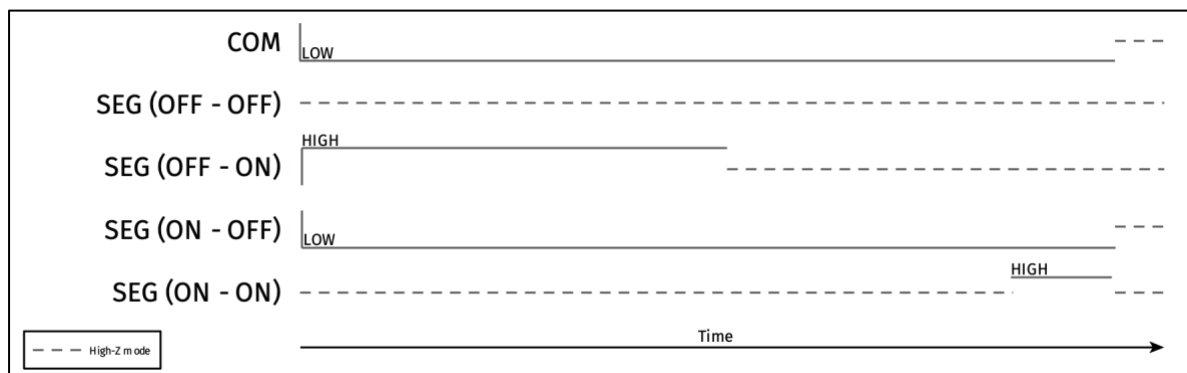 COM
LOW
SEG (OFF - OFF)
HIGH
SEG (OFF - ON)
SEG (ON - OFF)
LOW
HIGH
SEG (ON - ON)
Time
High-Z mode